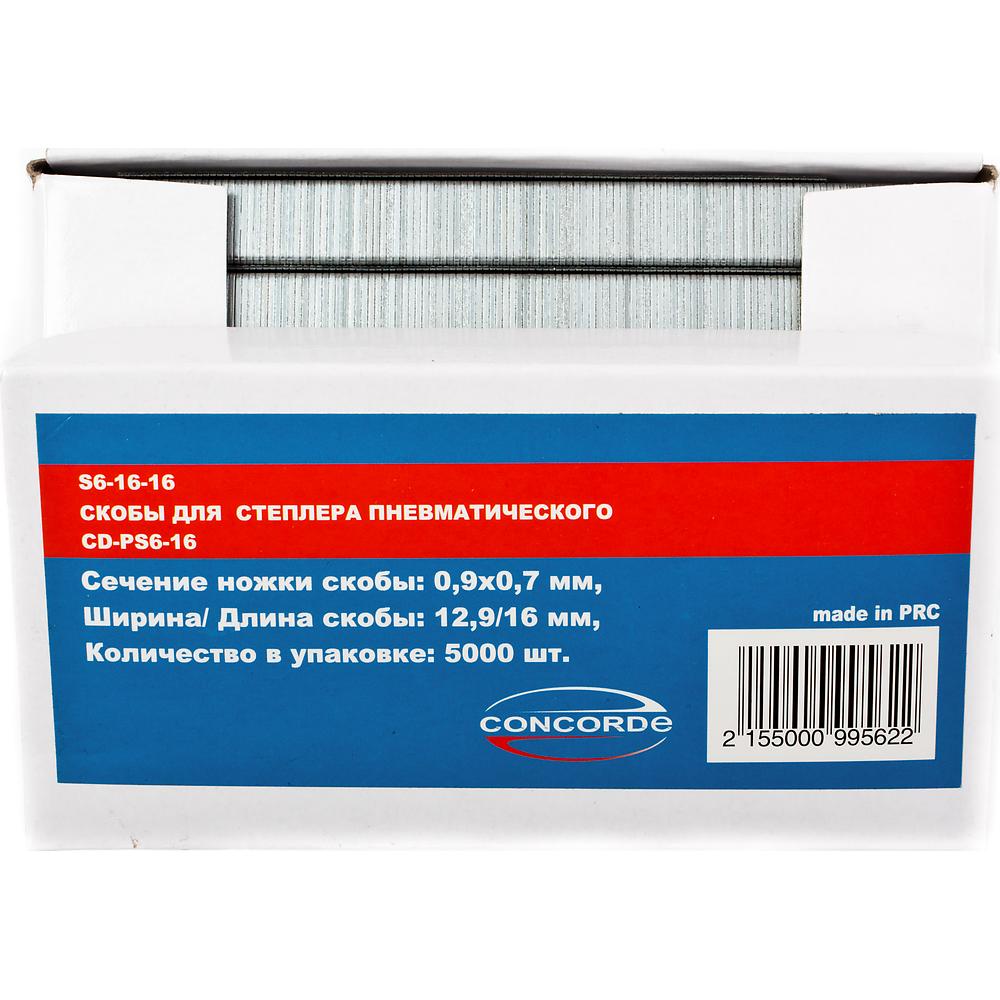 S6-16-16
СКОБЫ ДЛЯ СТЕПЛЕРА ПНЕВМАТИЧЕСКОГО
CD-PS6-16
Сечение ножки скобы: 0,9х0,7 мм,
Ширина/ Длина скобы: 12,9/16 мм,
Количество в упаковке: 5000 шт.
made in PRC
CONCORDe
2 155000 995622